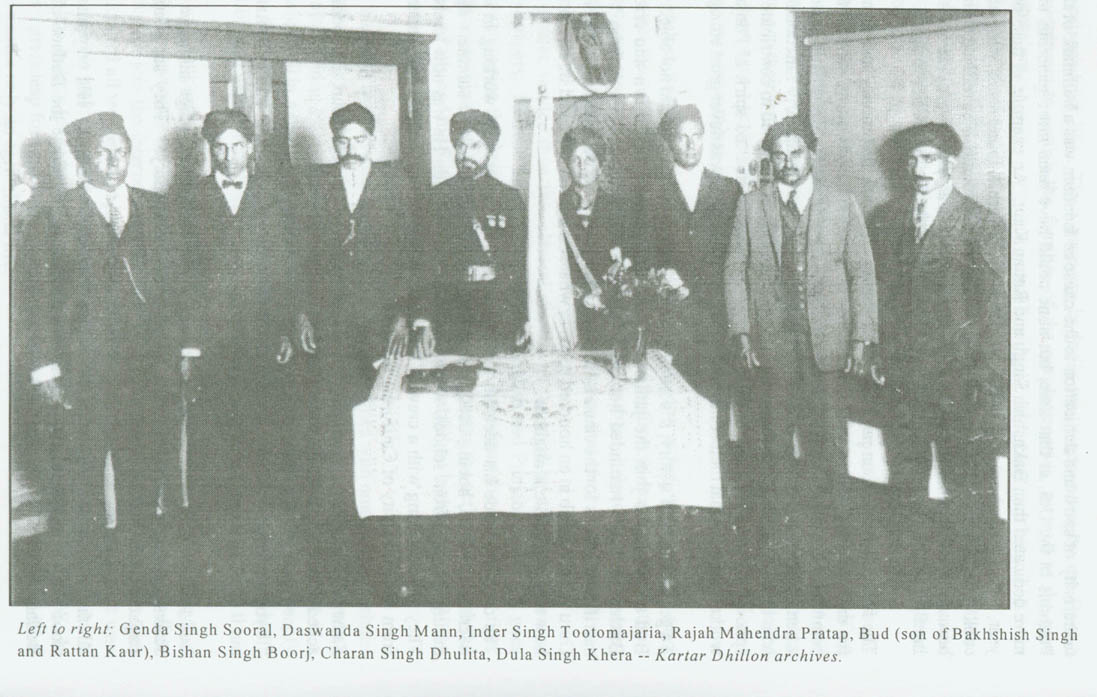 Left to right: Genda Singh Sooral, Daswanda Singh Mann, Inder Singh Tootomajaria, Rajah Mahendra Pratap, Bud (son of Bakhshish Singh
and Rattan Kaur), Bishan Singh Boorj, Charan Singh Dhulita, Dula Singh Khera -- Kartar Dhillon archives.